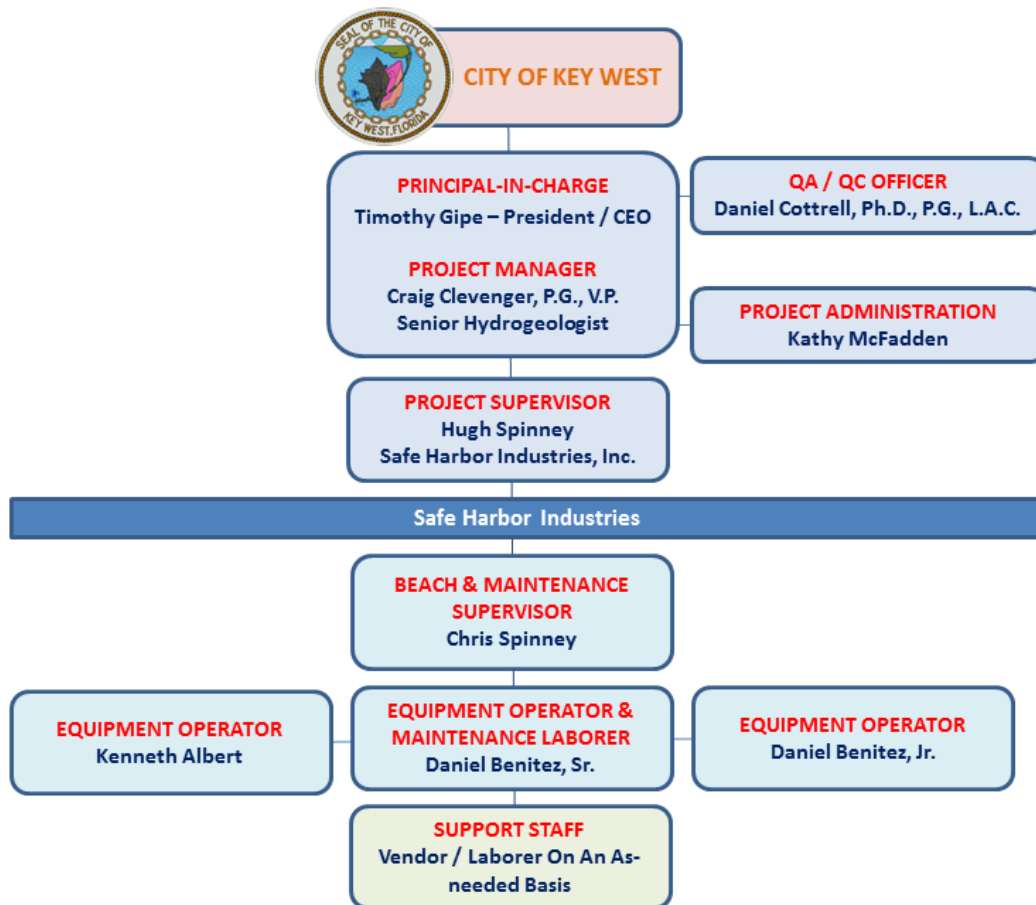 SEAL OF THE CITY OF
KEY WEST, FLORIDA
CITY OF KEY WEST
PRINCIPAL-IN-CHARGE
Timothy Gipe – President / CEO
PROJECT MANAGER
Craig Clevenger, P.G., V.P.
Senior Hydrogeologist
QA / QC OFFICER
Daniel Cottrell, Ph.D., P.G., L.A.C.
PROJECT ADMINISTRATION
Kathy McFadden
PROJECT SUPERVISOR
Hugh Spinney
Safe Harbor Industries, Inc.
Safe Harbor Industries
BEACH & MAINTENANCE
SUPERVISOR
Chris Spinney
EQUIPMENT OPERATOR
Kenneth Albert
EQUIPMENT OPERATOR &
MAINTENANCE LABORER
Daniel Benitez, Sr.
EQUIPMENT OPERATOR
Daniel Benitez, Jr.
SUPPORT STAFF
Vendor / Laborer On An As-
needed Basis